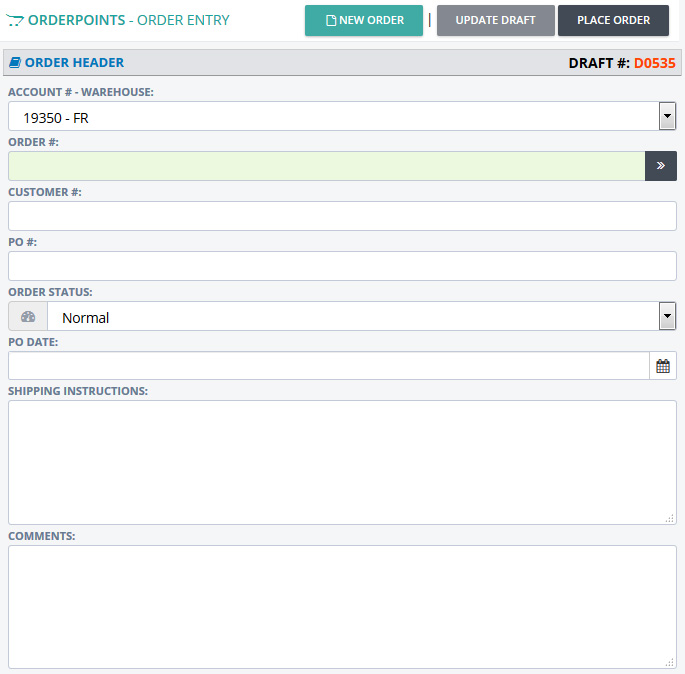 ORDERPOINTS - ORDER ENTRY
NEW ORDER | UPDATE DRAFT PLACE ORDER
ORDER HEADER DRAFT #: D0535
ACCOUNT # - WAREHOUSE:
19350 - FR
ORDER #:
»
CUSTOMER #:
PO #:
ORDER STATUS:
Normal
PO DATE:
SHIPPING INSTRUCTIONS:
COMMENTS: